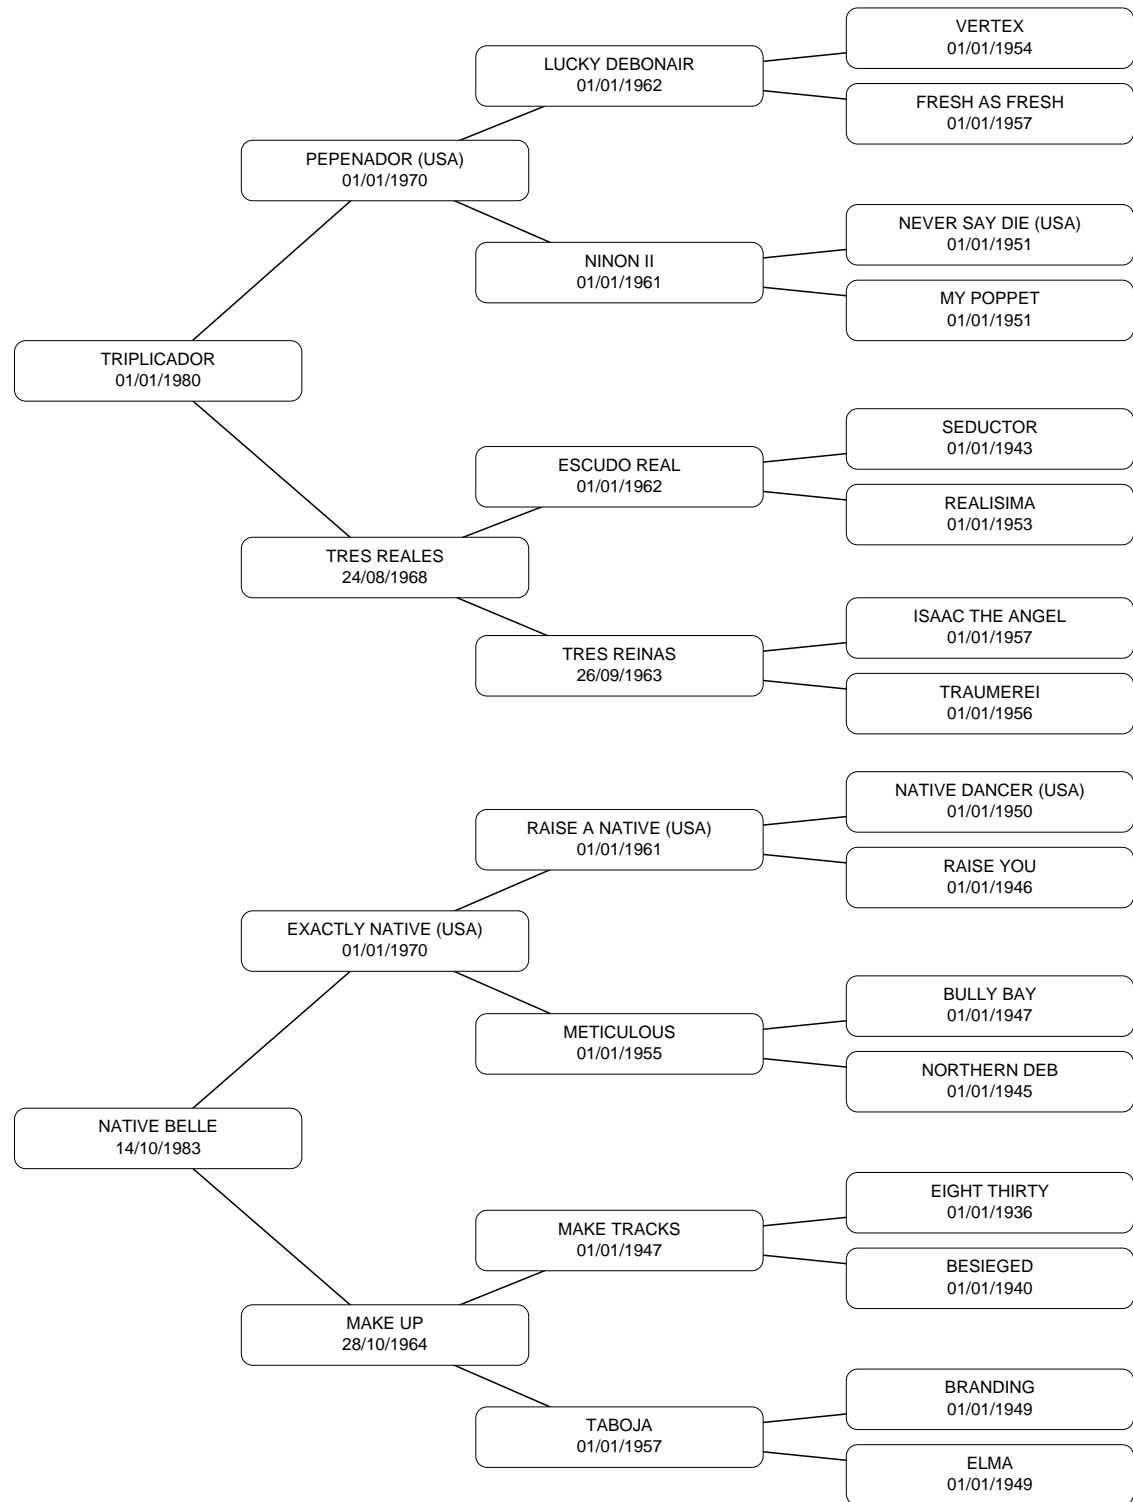 VERTEX
01/01/1954
LUCKY DEBONAIR
01/01/1962
FRESH AS FRESH
01/01/1957
PEPENADOR (USA)
01/01/1970
NEVER SAY DIE (USA)
01/01/1951
NINON II
01/01/1961
MY POPPET
01/01/1951
TRIPLICADOR
01/01/1980
SEDUCTOR
01/01/1943
ESCUDO REAL
01/01/1962
REALISIMA
01/01/1953
TRES REALES
24/08/1968
ISAAC THE ANGEL
01/01/1957
TRES REINAS
26/09/1963
TRAUMEREI
01/01/1956
NATIVE DANCER (USA)
01/01/1950
RAISE A NATIVE (USA)
01/01/1961
RAISE YOU
01/01/1946
EXACTLY NATIVE (USA)
01/01/1970
BULLY BAY
01/01/1947
METICULOUS
01/01/1955
NORTHERN DEB
01/01/1945
NATIVE BELLE
14/10/1983
EIGHT THIRTY
01/01/1936
MAKE TRACKS
01/01/1947
BESIEGED
01/01/1940
MAKE UP
28/10/1964
BRANDING
01/01/1949
TABOJA
01/01/1957
ELMA
01/01/1949